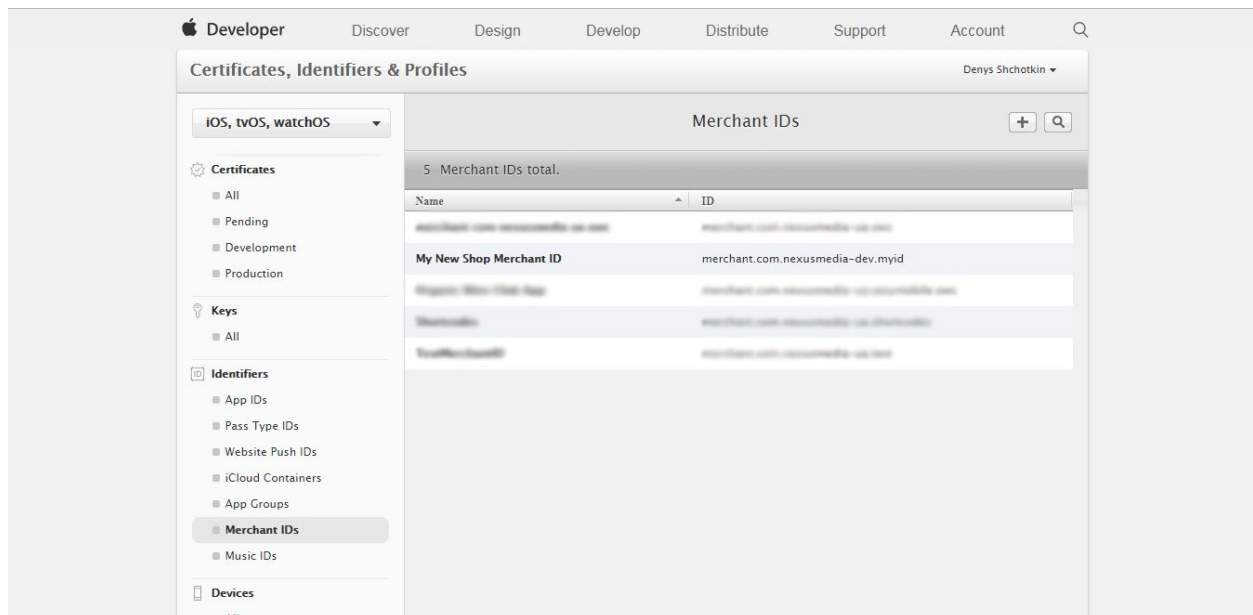 Developer Discover Design Develop Distribute Support Account
Certificates, Identifiers & Profiles Denys Shchotkin
iOS, tvOS, watchOS
Merchant IDs
Certificates
All
Pending
Development
Production
Keys
All
Identifiers
ID
App IDs
Pass Type IDs
Website Push IDs
iCloud Containers
App Groups
Merchant IDs
Music IDs
Devices
5 Merchant IDs total.
Name ID
My New Shop Merchant ID merchant.com.nexusmedia-dev.myid